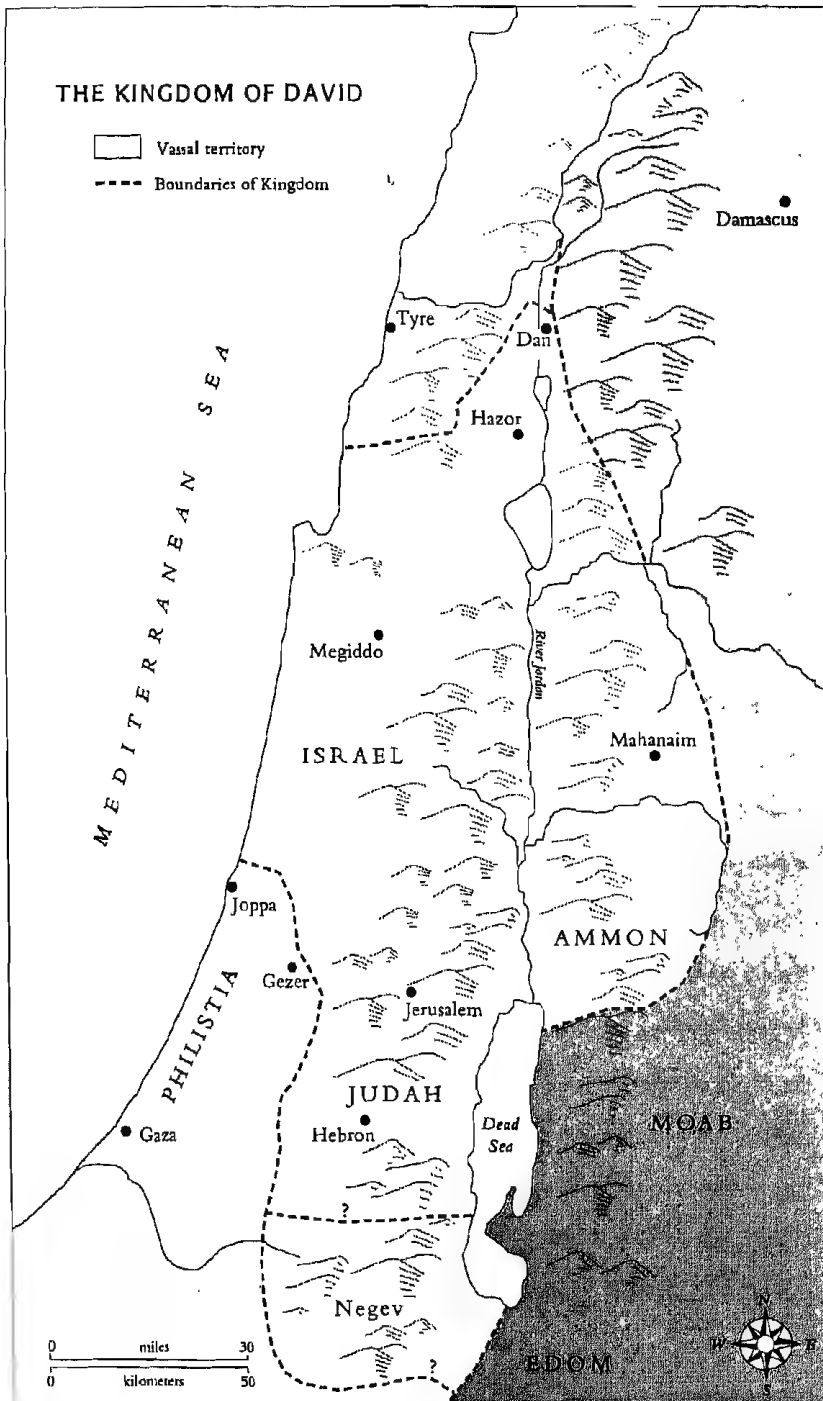 THE KINGDOM OF DAVID
Vassal territory
Boundaries of Kingdom
Damascus
Tyre
Dan
Hazor
MEDITERRANEAN SEA
Megiddo
River Jordan
ISRAEL
Mahanaim
Joppa
AMMON
Gezer
Jerusalem
PHILISTIA
JUDAH
MOAB
Gaza
Hebron
Dead
Sea
?
Negev
N
W E
S
0 miles 30
0 kilometers 50
?
EDOM